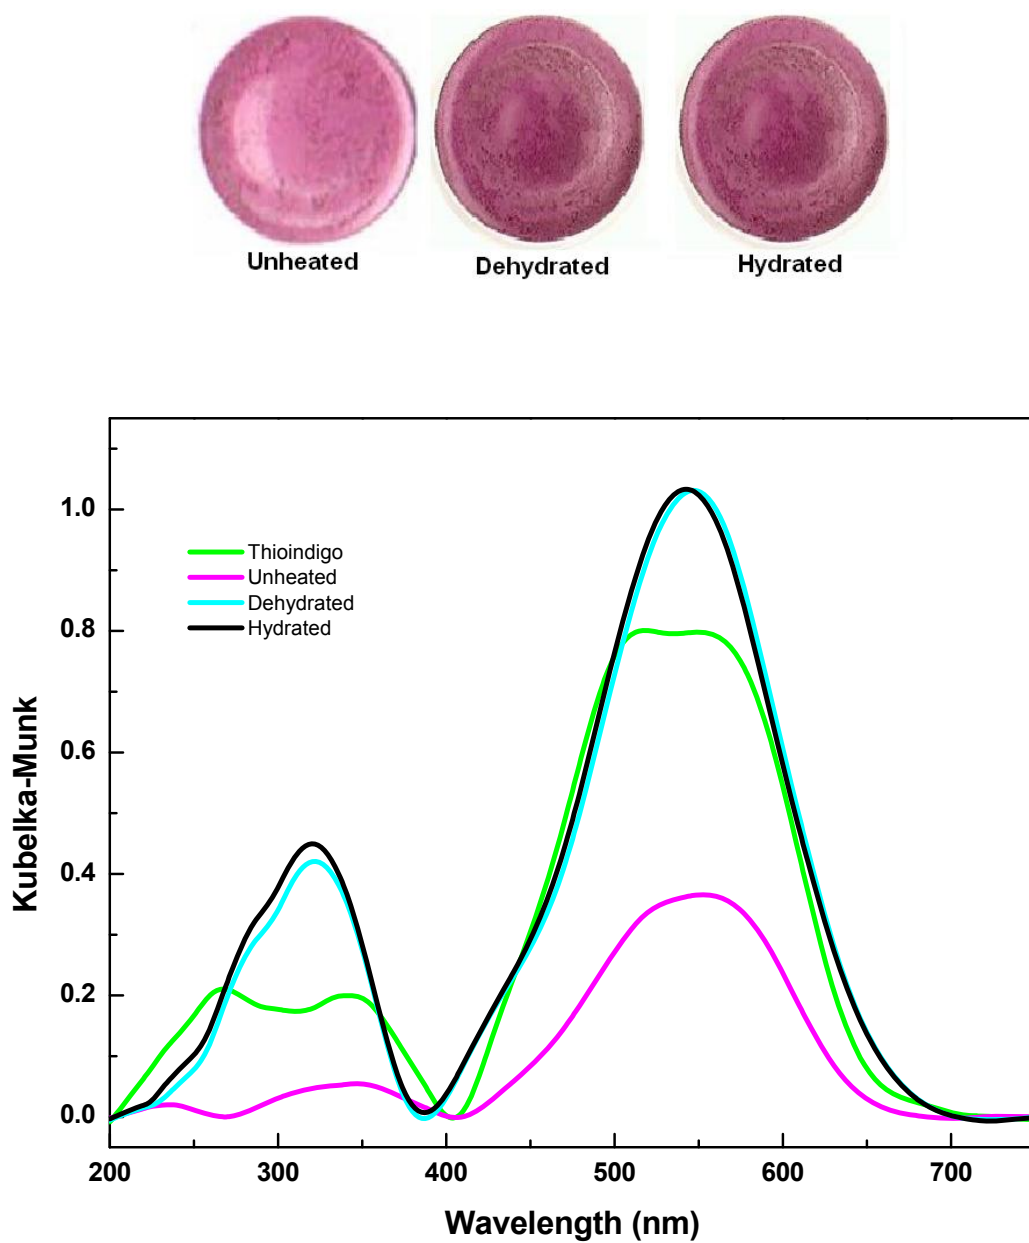 Unheated Dehydrated Hydrated
Kubelka-Munk
1.0
0.8
0.6
0.4
0.2
0.0
Thioindigo
Unheated
Dehydrated
Hydrated
200 300 400 500 600 700
Wavelength (nm)